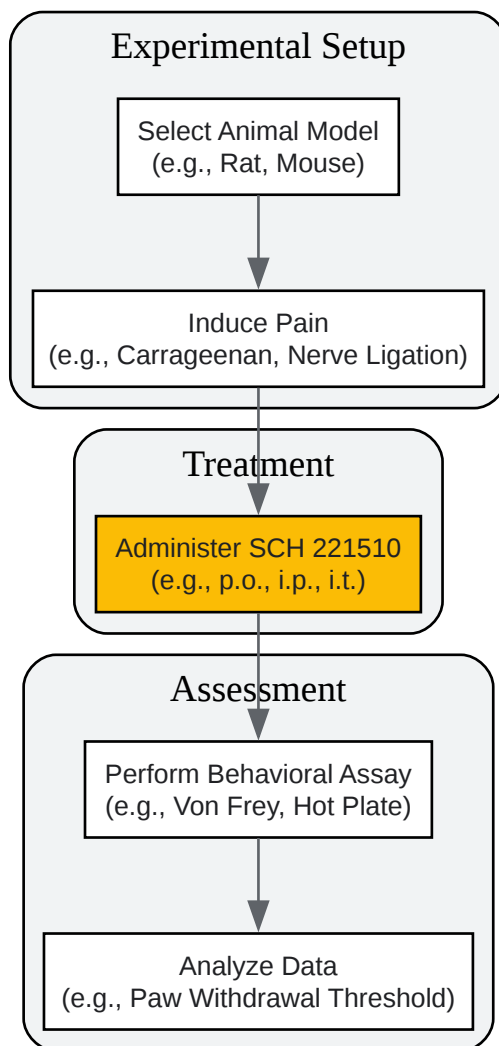 Experimental Setup
Select Animal Model
(e.g., Rat, Mouse)
Induce Pain
(e.g., Carrageenan, Nerve Ligation)
Treatment
Administer SCH 221510
(e.g., p.o., i.p., i.t.)
Assessment
Perform Behavioral Assay
(e.g., Von Frey, Hot Plate)
Analyze Data
(e.g., Paw Withdrawal Threshold)